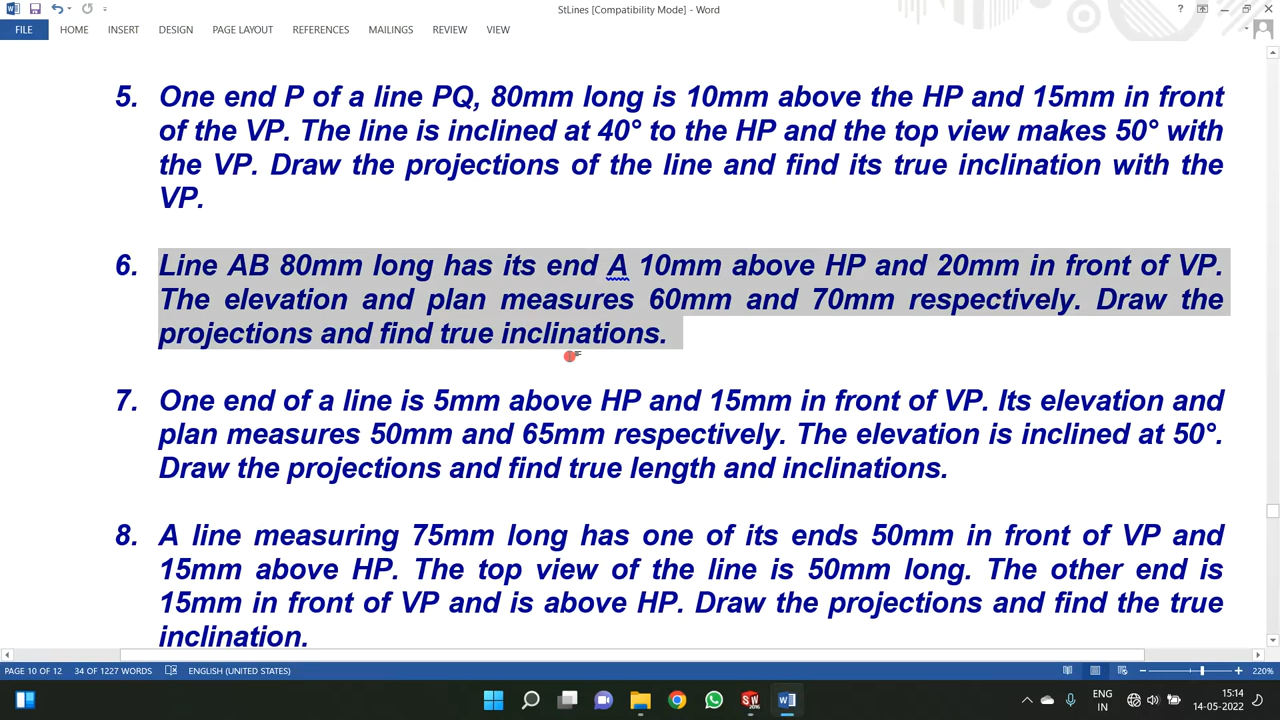 StLines [Compatibility Mode] - Word
FILE
HOME
INSERT
DESIGN
PAGE LAYOUT
REFERENCES
MAILINGS
REVIEW
VIEW
5. One end P of a line PQ, 80mm long is 10mm above the HP and 15mm in front
of the VP. The line is inclined at 40° to the HP and the top view makes 50° with
the VP. Draw the projections of the line and find its true inclination with the
VP.
6. Line AB 80mm long has its end A 10mm above HP and 20mm in front of VP.
The elevation and plan measures 60mm and 70mm respectively. Draw the
projections and find true inclinations.
7. One end of a line is 5mm above HP and 15mm in front of VP. Its elevation and
plan measures 50mm and 65mm respectively. The elevation is inclined at 50°.
Draw the projections and find true length and inclinations.
8. A line measuring 75mm long has one of its ends 50mm in front of VP and
15mm above HP. The top view of the line is 50mm long. The other end is
15mm in front of VP and is above HP. Draw the projections and find the true
inclination.
PAGE 10 OF 12
34 OF 1227 WORDS
ENGLISH (UNITED STATES)
220%
ENG
IN
15:14
14-05-2022